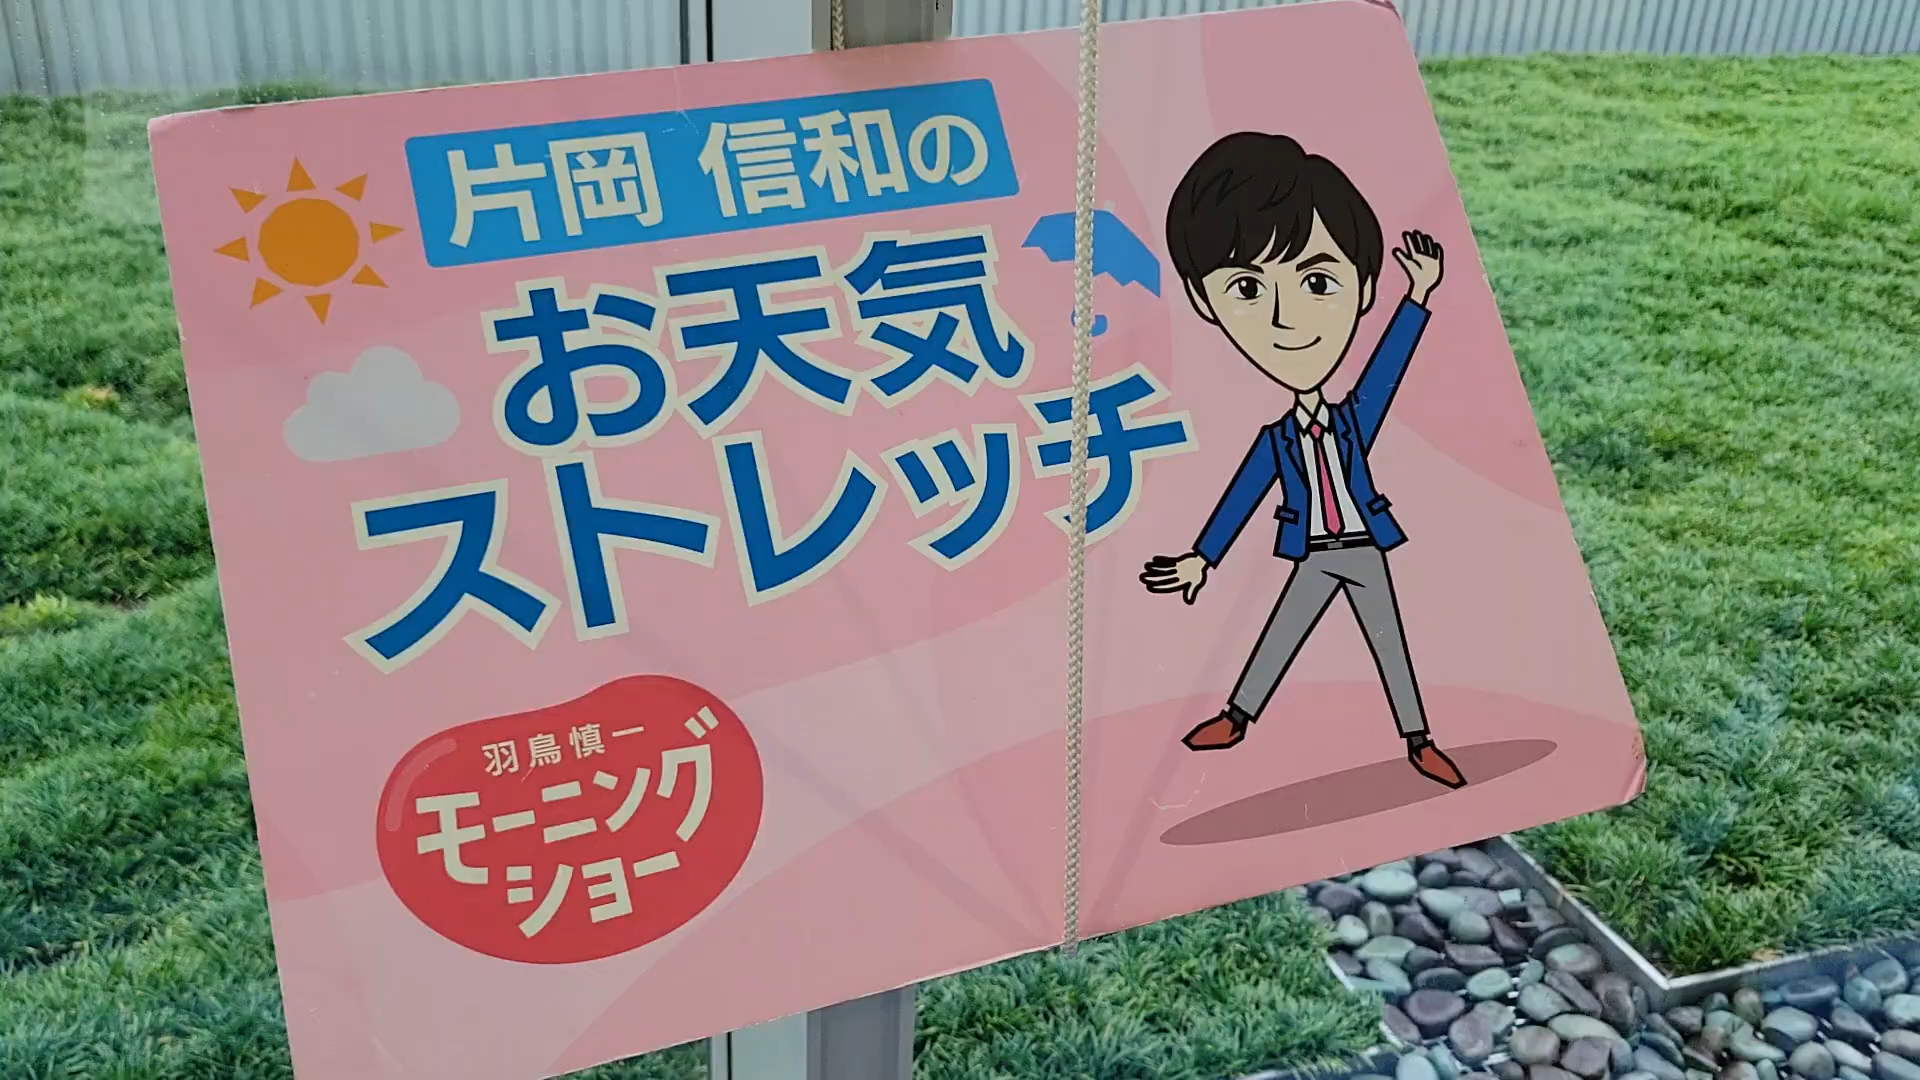 片岡 信和の
お天気
ストレッチ
羽鳥慎一
モーニング
ショー